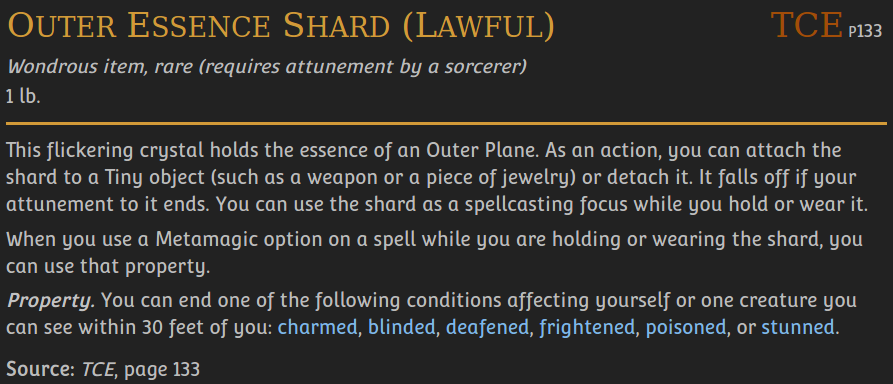 Outer Essence Shard (Lawful) TCE P133
Wondrous item, rare (requires attunement by a sorcerer)
1 lb.
This flickering crystal holds the essence of an Outer Plane. As an action, you can attach the
shard to a Tiny object (such as a weapon or a piece of jewelry) or detach it. It falls off if your
attunement to it ends. You can use the shard as a spellcasting focus while you hold or wear it.
When you use a Metamagic option on a spell while you are holding or wearing the shard, you
can use that property.
Property. You can end one of the following conditions affecting yourself or one creature you
can see within 30 feet of you: charmed, blinded, deafened, frightened, poisoned, or stunned.
Source: TCE, page 133